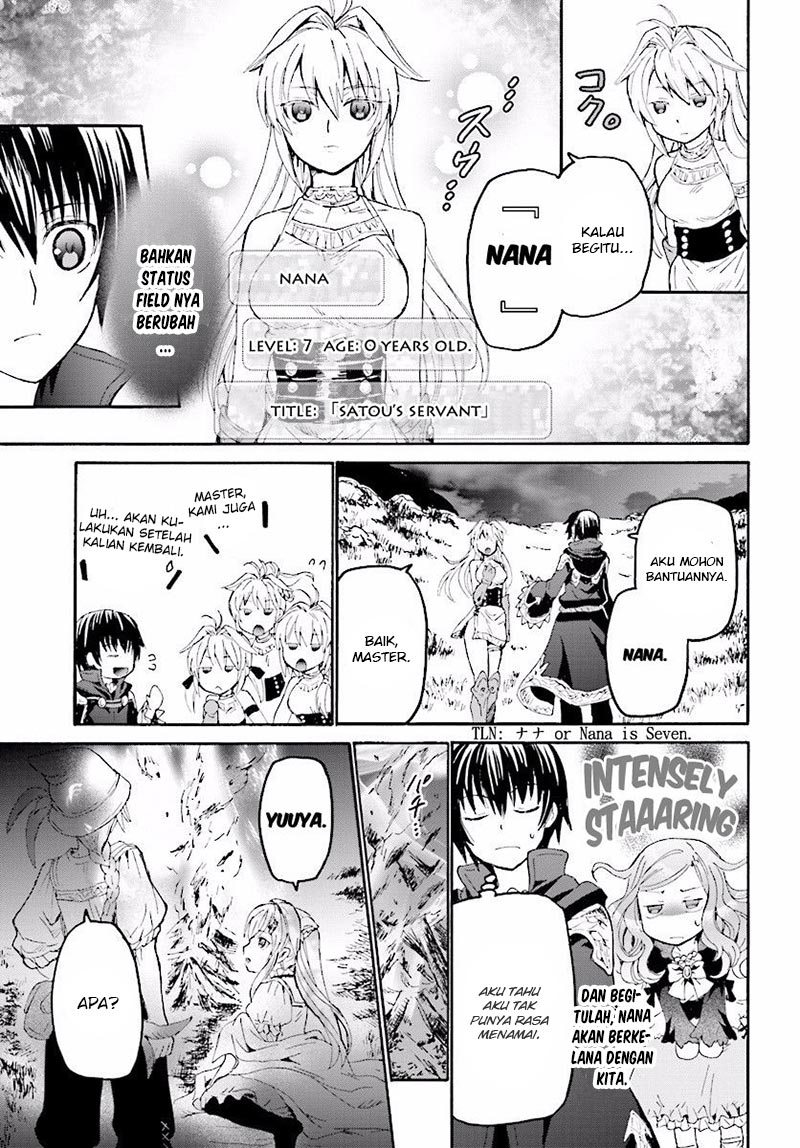 コク。
KALAU
BEGITU...
『
NANA
』
スウ……
NANA
LEVEL: 7 AGE: 0 YEARS OLD.
TITLE: 「SATOU'S SERVANT」
BAHKAN
STATUS
FIELD NYA
BERUBAH
...
AKU MOHON
BANTUANNYA.
NANA.
BAIK,
MASTER.
MASTER,
KAMI JUGA
...
UH... AKAN KU-
LAKUKAN SETELAH
KALIAN KEMBALI.
TLN: ナナ or Nana is Seven.
INTENSELY
STAAARING
AKU TAHU
AKU TAK
PUNYA RASA
MENAMAI.
DAN BEGI-
TULAH, NANA
AKAN BERKE-
LANA DENGAN
KITA.
YUUYA.
APA?